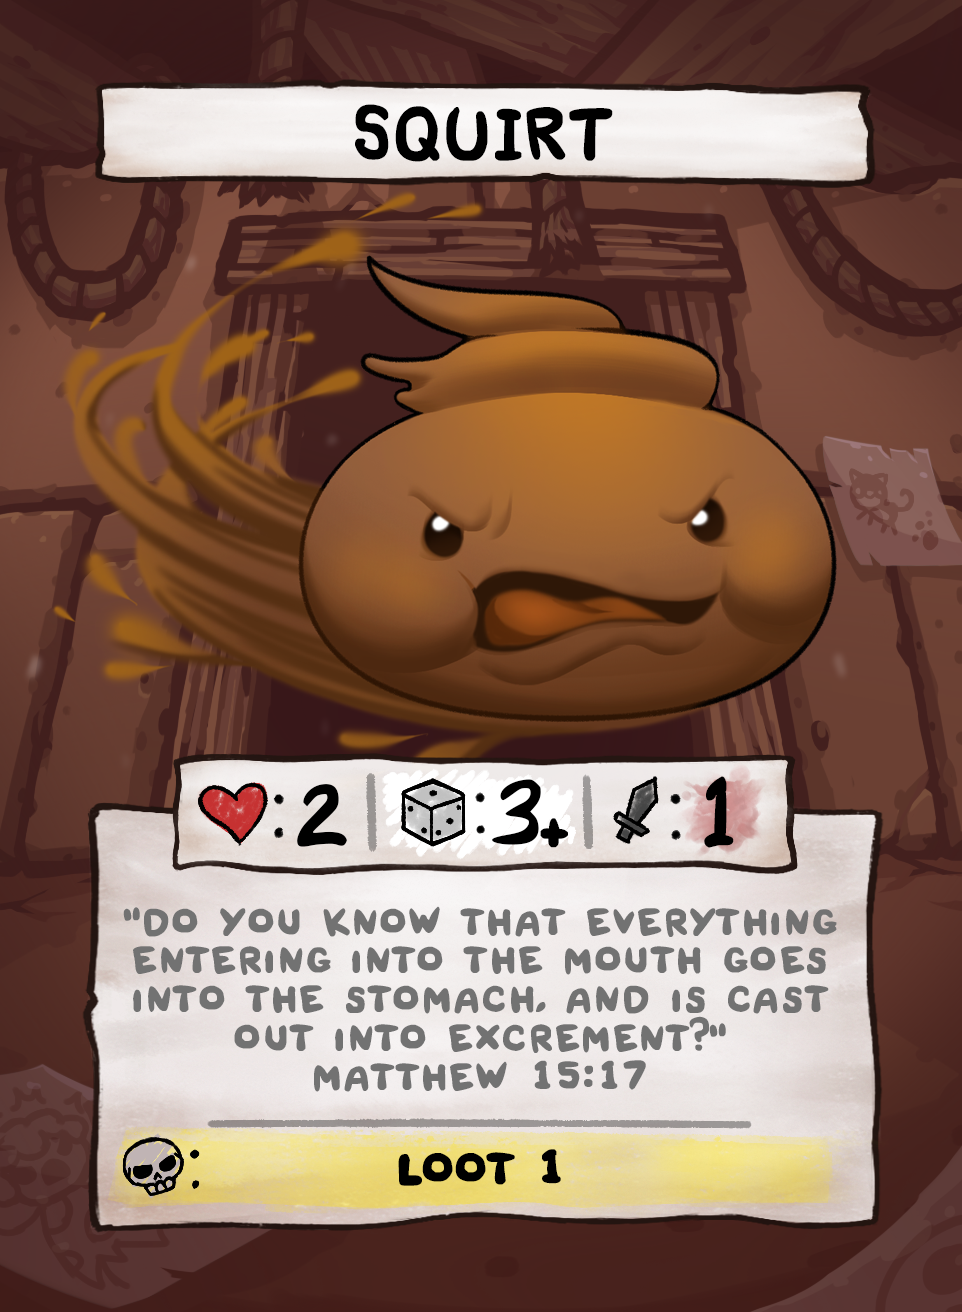 SQUIRT
:2 :3+ :1
"DO YOU KNOW THAT EVERYTHING
ENTERING INTO THE MOUTH GOES
INTO THE STOMACH, AND IS CAST
OUT INTO EXCREMENT?"
MATTHEW 15:17
: LOOT 1